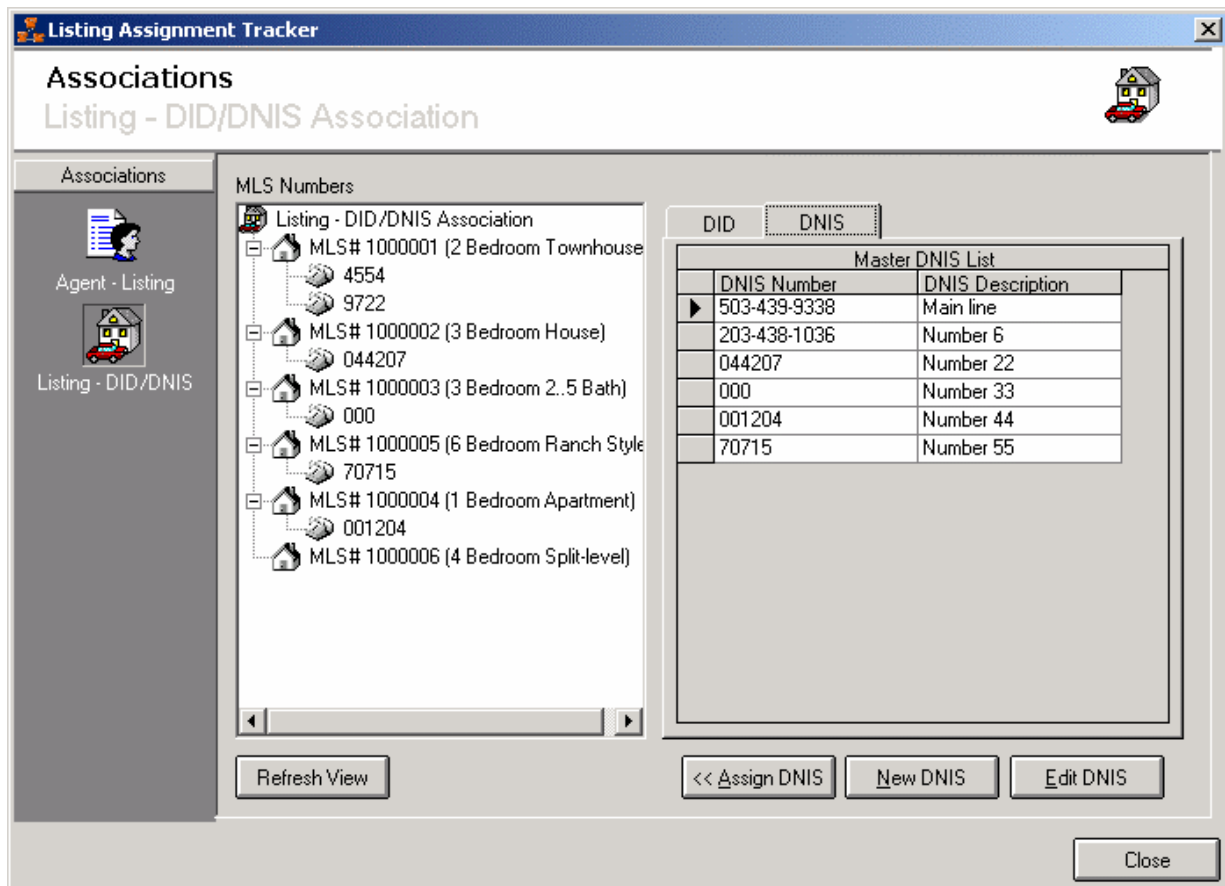 Listing Assignment Tracker
Associations
Listing - DID/DNIS Association
Associations
Agent - Listing
Listing - DID/DNIS
MLS Numbers
Listing - DID/DNIS Association
MLS# 1000001 (2 Bedroom Townhouse
4554
9722
MLS# 1000002 (3 Bedroom House)
044207
MLS# 1000003 (3 Bedroom 2..5 Bath)
000
MLS# 1000005 (6 Bedroom Ranch Style
70715
MLS# 1000004 (1 Bedroom Apartment)
001204
MLS# 1000006 (4 Bedroom Split-level)
Refresh View
DID DNIS
Master DNIS List
DNIS Number DNIS Description
503-439-9338 Main line
203-438-1036 Number 6
044207 Number 22
000 Number 33
001204 Number 44
70715 Number 55
<< Assign DNIS New DNIS Edit DNIS
Close